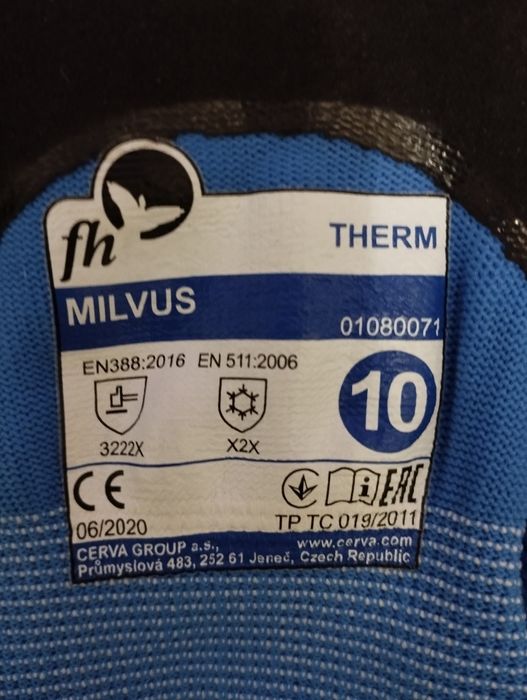 fh
THERM
MILVUS
01080071
EN388:2016 EN 511:2006
10
3222X X2X
CE
EAC
06/2020
TP TC 019/2011
CERVA GROUP a.s., www.cerva.com
Průmyslová 483, 252 61 Jeneč, Czech Republic